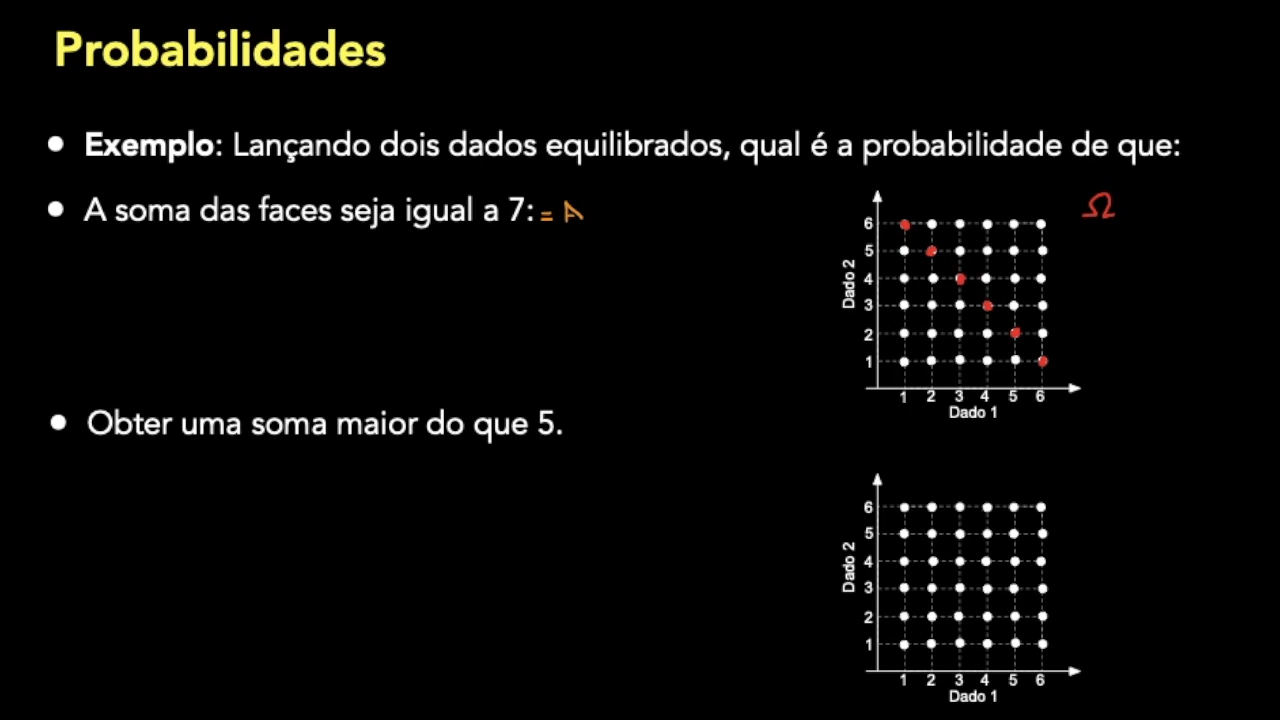 Probabilidades
• Exemplo: Lançando dois dados equilibrados, qual é a probabilidade de que:
• A soma das faces seja igual a 7: = A
Ω
6
5
4
3
2
1
Dado 2
1 2 3 4 5 6
Dado 1
• Obter uma soma maior do que 5.
6
5
4
3
2
1
Dado 2
1 2 3 4 5 6
Dado 1